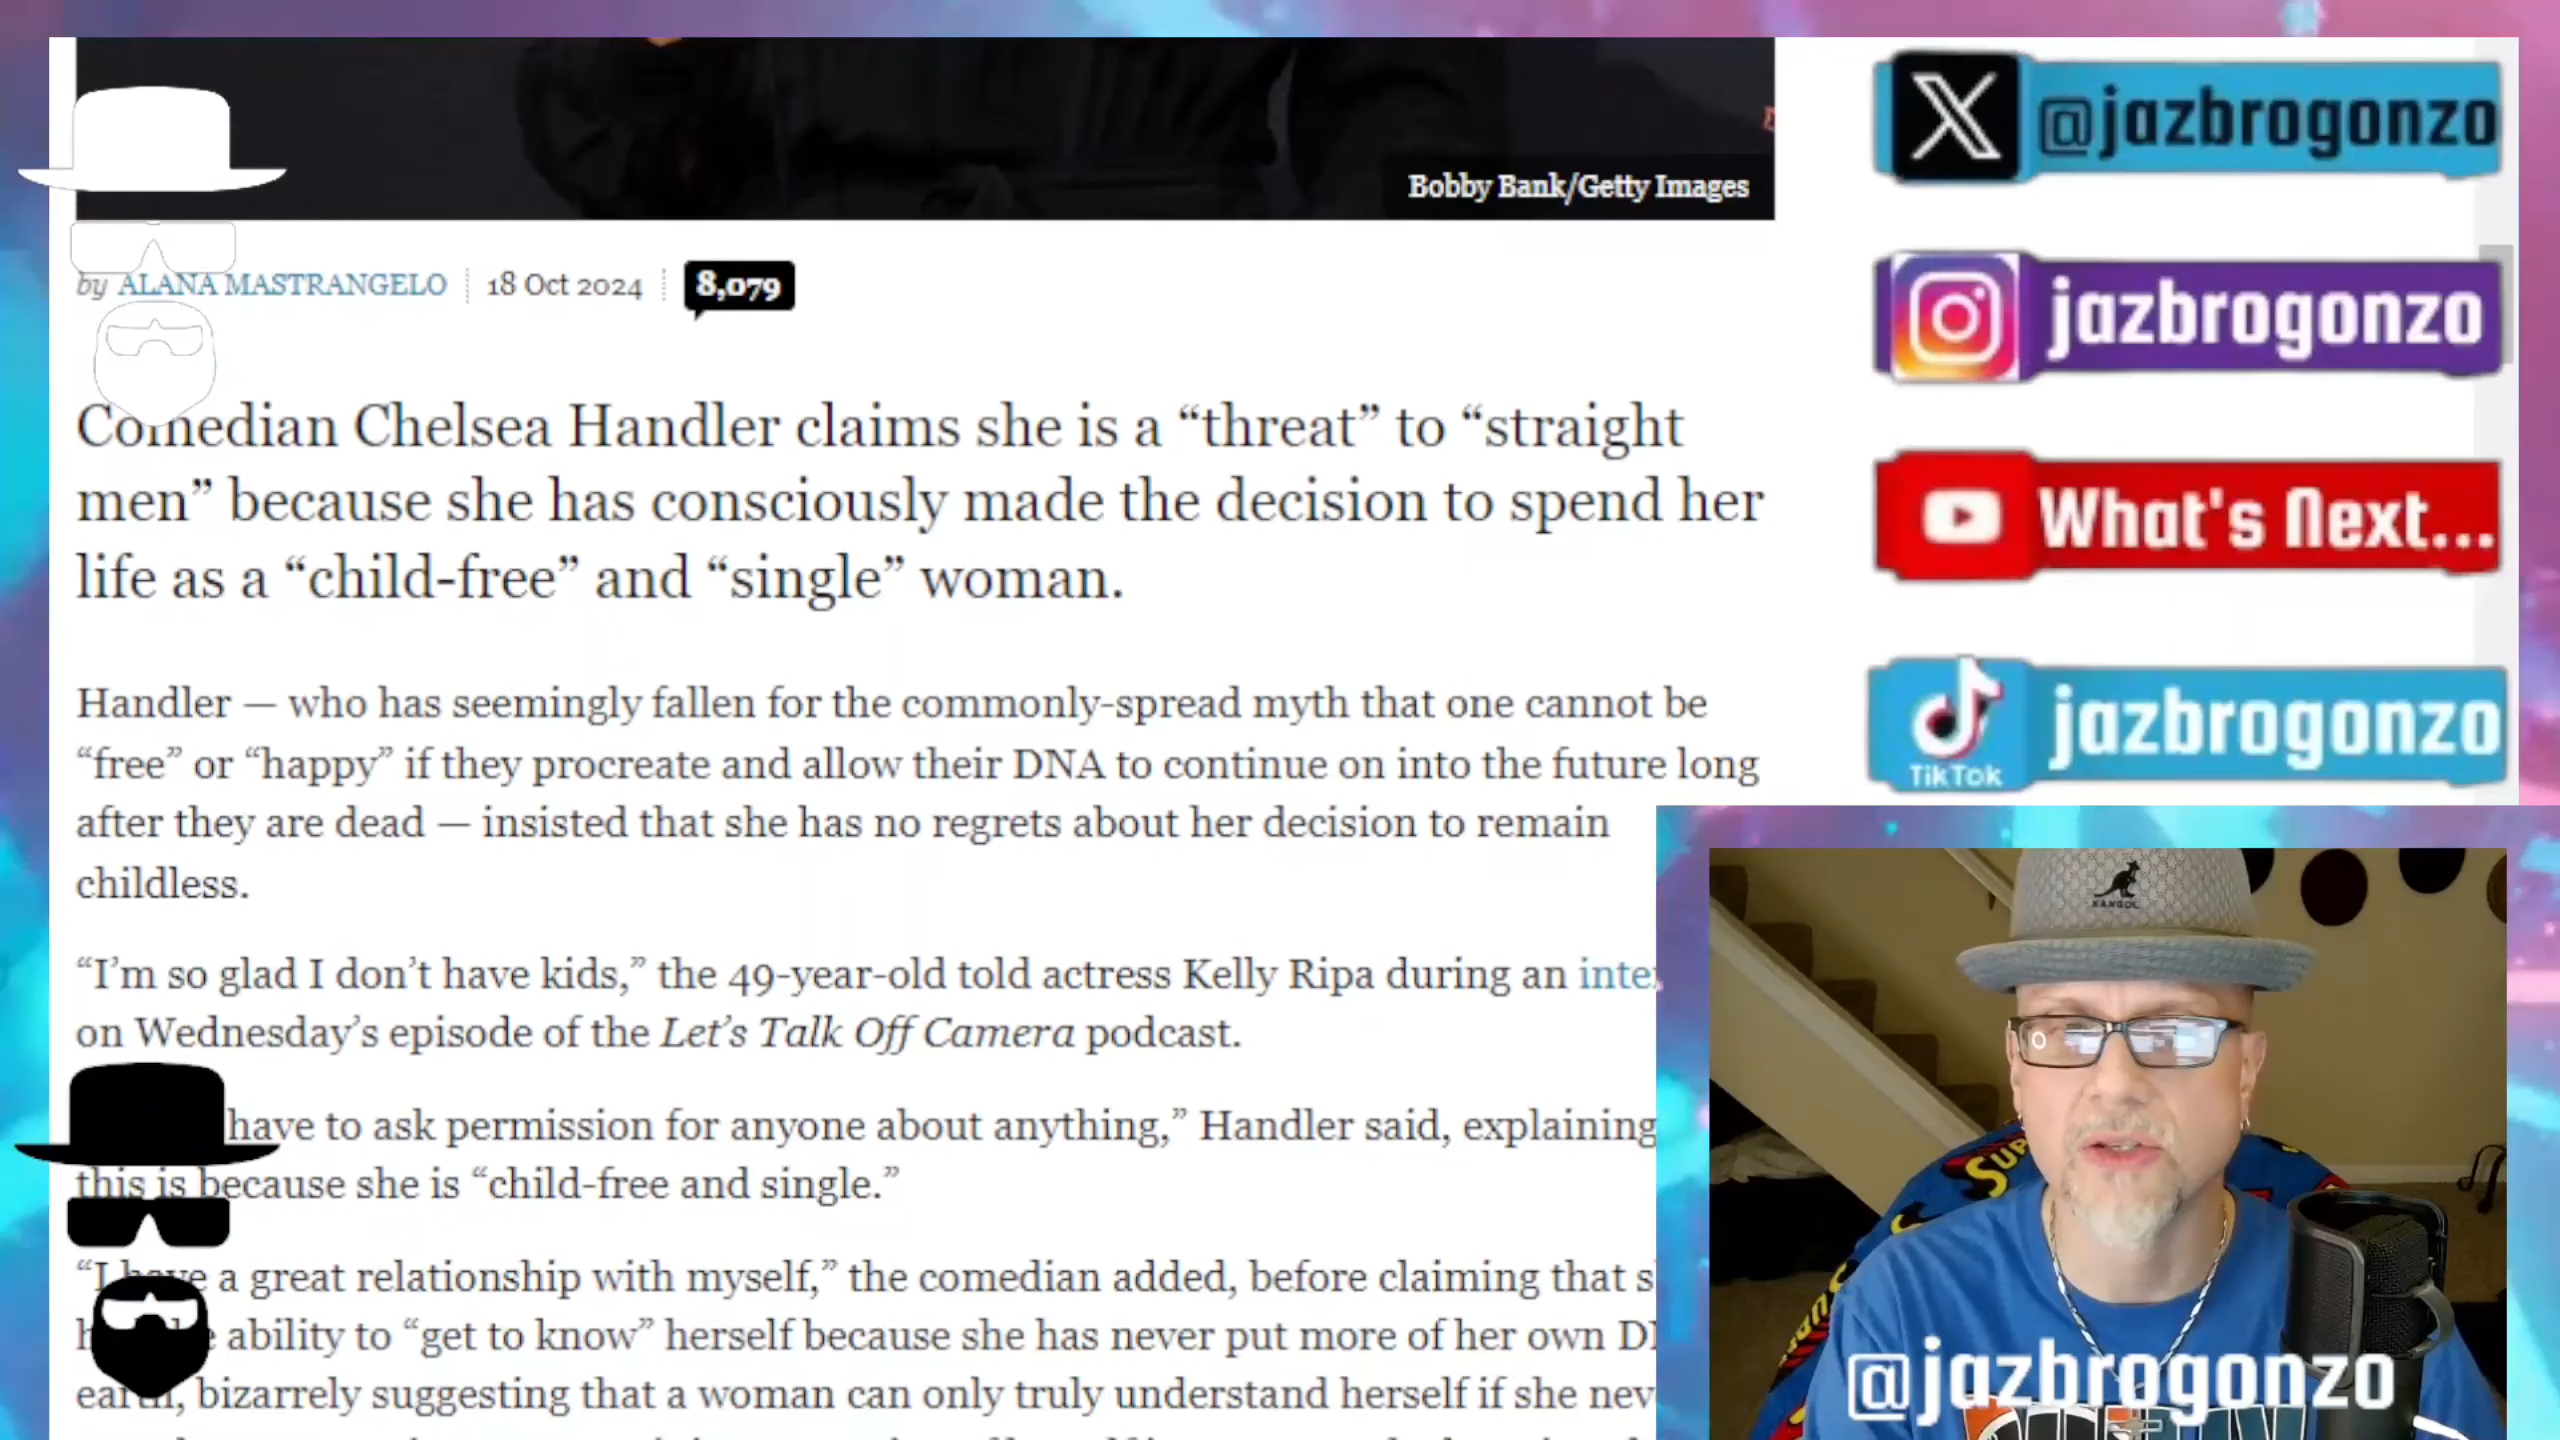 Bobby Bank/Getty Images
by ALANA MASTRANGELO 18 Oct 2024 8,079
Comedian Chelsea Handler claims she is a “threat” to “straight
men” because she has consciously made the decision to spend her
life as a “child-free” and “single” woman.
Handler — who has seemingly fallen for the commonly-spread myth that one cannot be
“free” or “happy” if they procreate and allow their DNA to continue on into the future long
after they are dead — insisted that she has no regrets about her decision to remain
childless.
“I’m so glad I don’t have kids,” the 49-year-old told actress Kelly Ripa during an
on Wednesday’s episode of the Let’s Talk Off Camera podcast.
have to ask permission for anyone about anything,” Handler said, explaining
this is because she is “child-free and single.”
“I have a great relationship with myself,” the comedian added, before claiming that
ability to “get to know” herself because she has never put more of her own
earth, bizarrely suggesting that a woman can only truly understand herself if she
@jazbrogonzo
jazbrogonzo
What's Next...
TikTok
jazbrogonzo
KANGOL
@jazbrogonzo